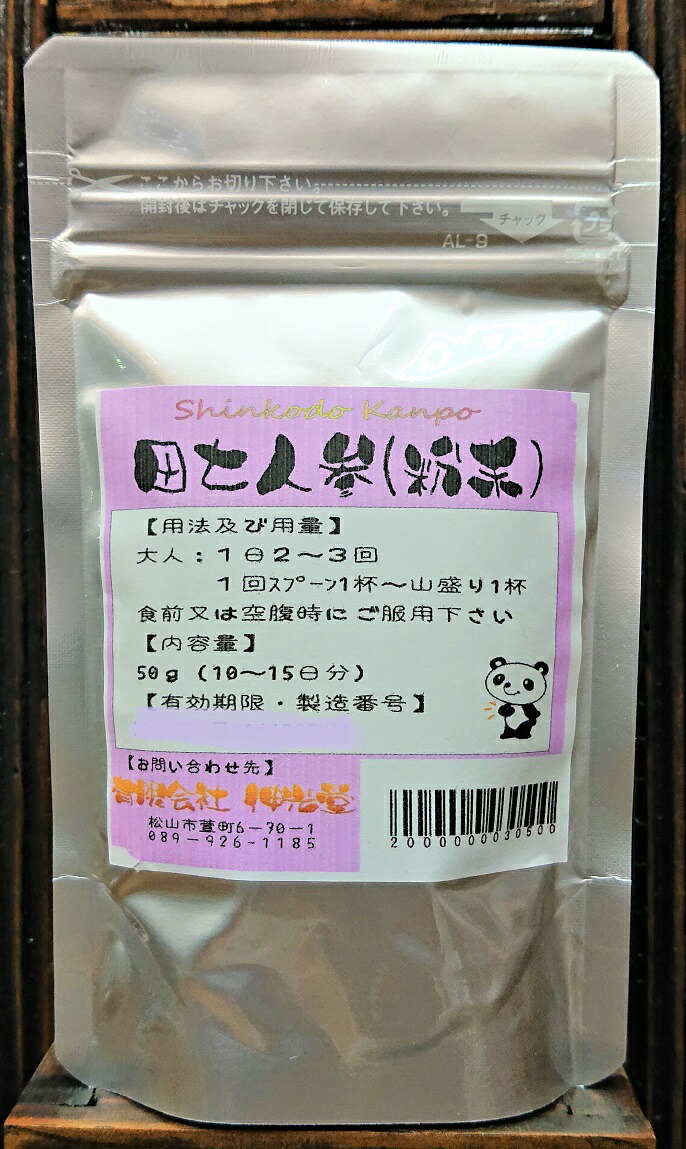 ここからお切り下さい。
開封後はチャックを閉じて保存して下さい。
チャック
AL-9
プラ
Shinkodo Kanpo
田七人参(粉末)
【用法及び用量】
大人：1日2～3回
1回スプーン1杯～山盛り1杯
食前又は空腹時にご服用下さい
【内容量】
50g（10～15日分）
【有効期限・製造番号】
【お問い合わせ先】
有限会社 神光堂
松山市萱町6-70-1
089-926-1185
2000000030500